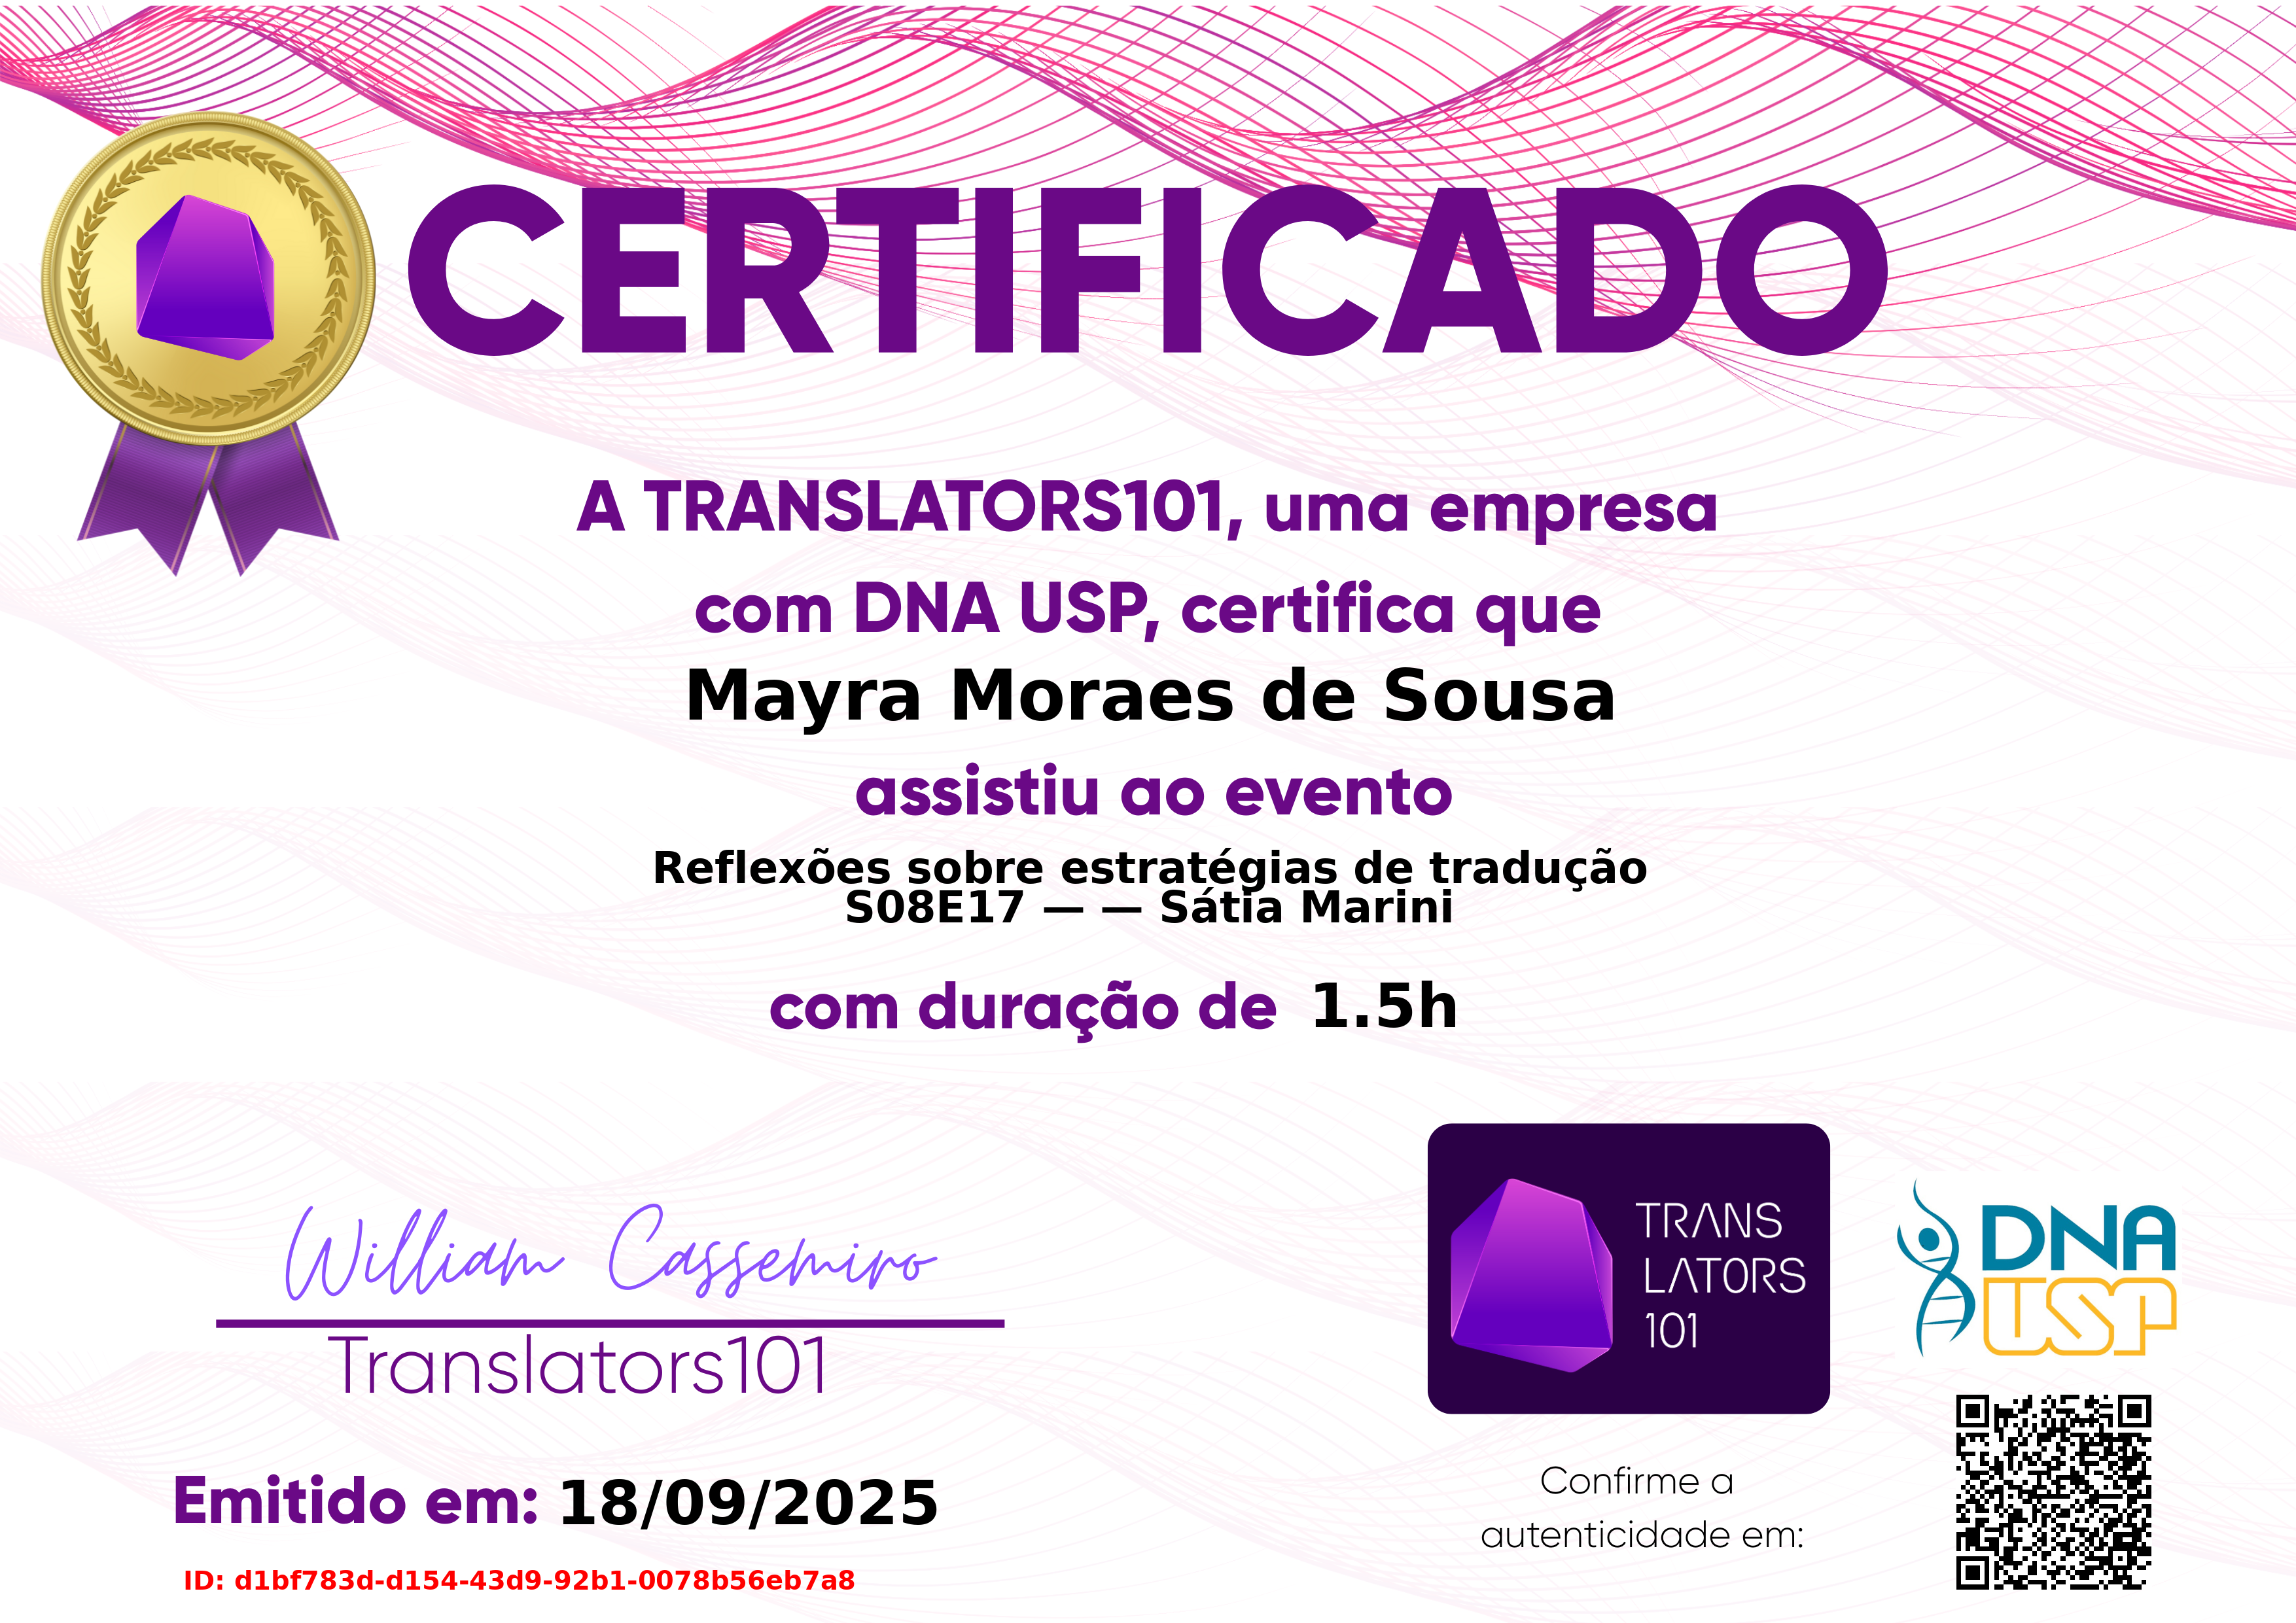 CERTIFICADO
A TRANSLATORS101, uma empresa
com DNA USP, certifica que
Mayra Moraes de Sousa
assistiu ao evento
Reflexões sobre estratégias de tradução
S08E17 — — Sátia Marini
com duração de 1.5h
William Cassemiro
Translators101
Emitido em: 18/09/2025
ID: d1bf783d-d154-43d9-92b1-0078b56eb7a8
TRANS
LATORS
101
DNA
USP
Confirme a
autenticidade em: